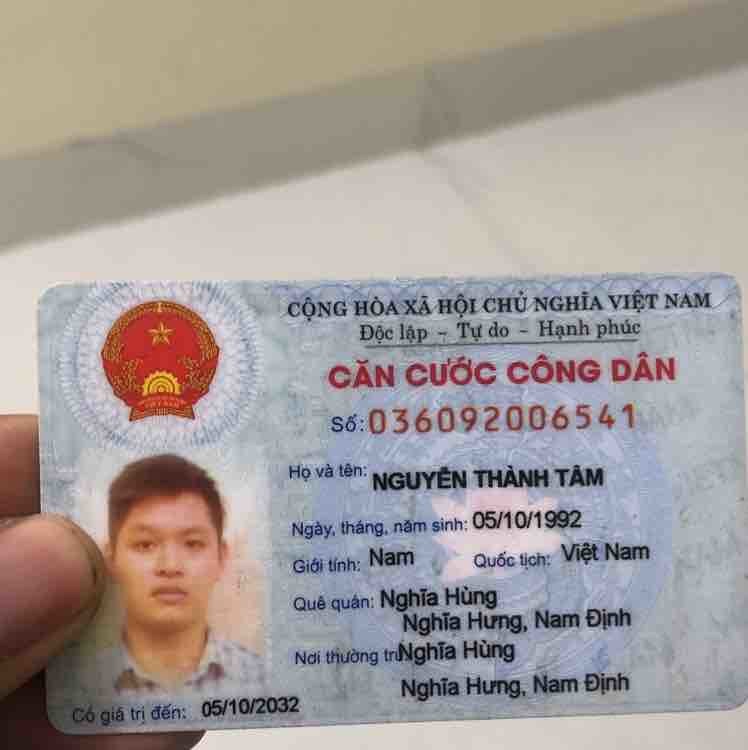 CỘNG HÒA XÃ HỘI CHỦ NGHĨA VIỆT NAM
Độc lập - Tự do - Hạnh phúc
CĂN CƯỚC CÔNG DÂN
Số: 036092006541
Họ và tên: NGUYỄN THÀNH TÂM
Ngày, tháng, năm sinh: 05/10/1992
Giới tính: Nam Quốc tịch: Việt Nam
Quê quán: Nghĩa Hùng
Nghĩa Hưng, Nam Định
Nơi thường trú Nghĩa Hùng
Nghĩa Hưng, Nam Định
Có giá trị đến: 05/10/2032